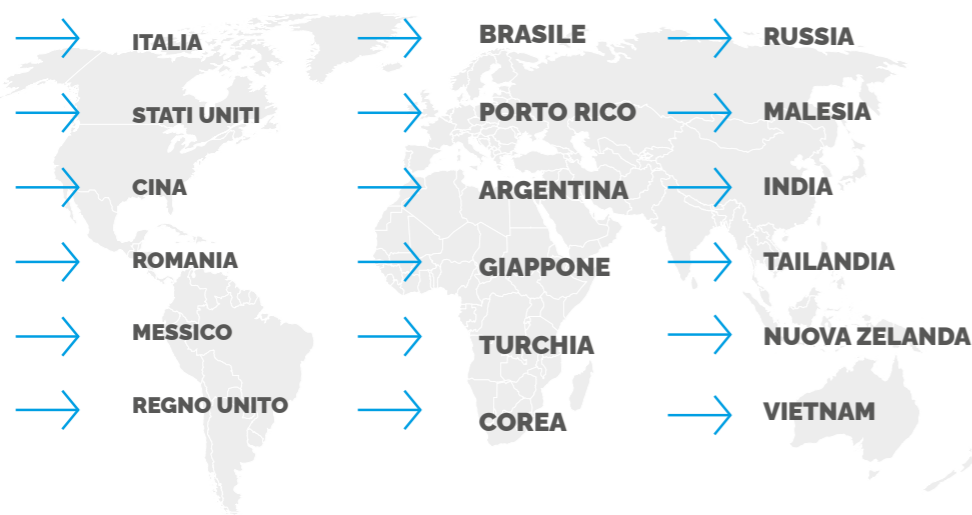 ITALIA
STATI UNITI
CINA
ROMANIA
MESSICO
REGNO UNITO
BRASILE
PORTO RICO
ARGENTINA
GIAPPONE
TURCHIA
COREA
RUSSIA
MALESIA
INDIA
TAILANDIA
NUOVA ZELANDA
VIETNAM